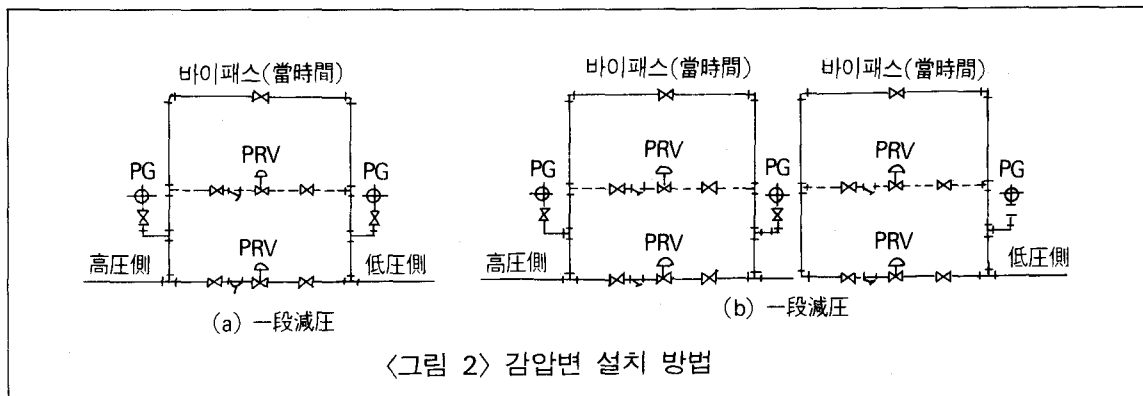 바이패스(當時間)
PRV
PG
PG
PRV
高圧側
低圧側
(a) 一段減圧
바이패스(當時間)
바이패스(當時間)
PRV
PRV
PG
PG
PG
PRV
PRV
高圧側
低圧側
(b) 一段減圧
〈그림 2〉 감압변 설치 방법